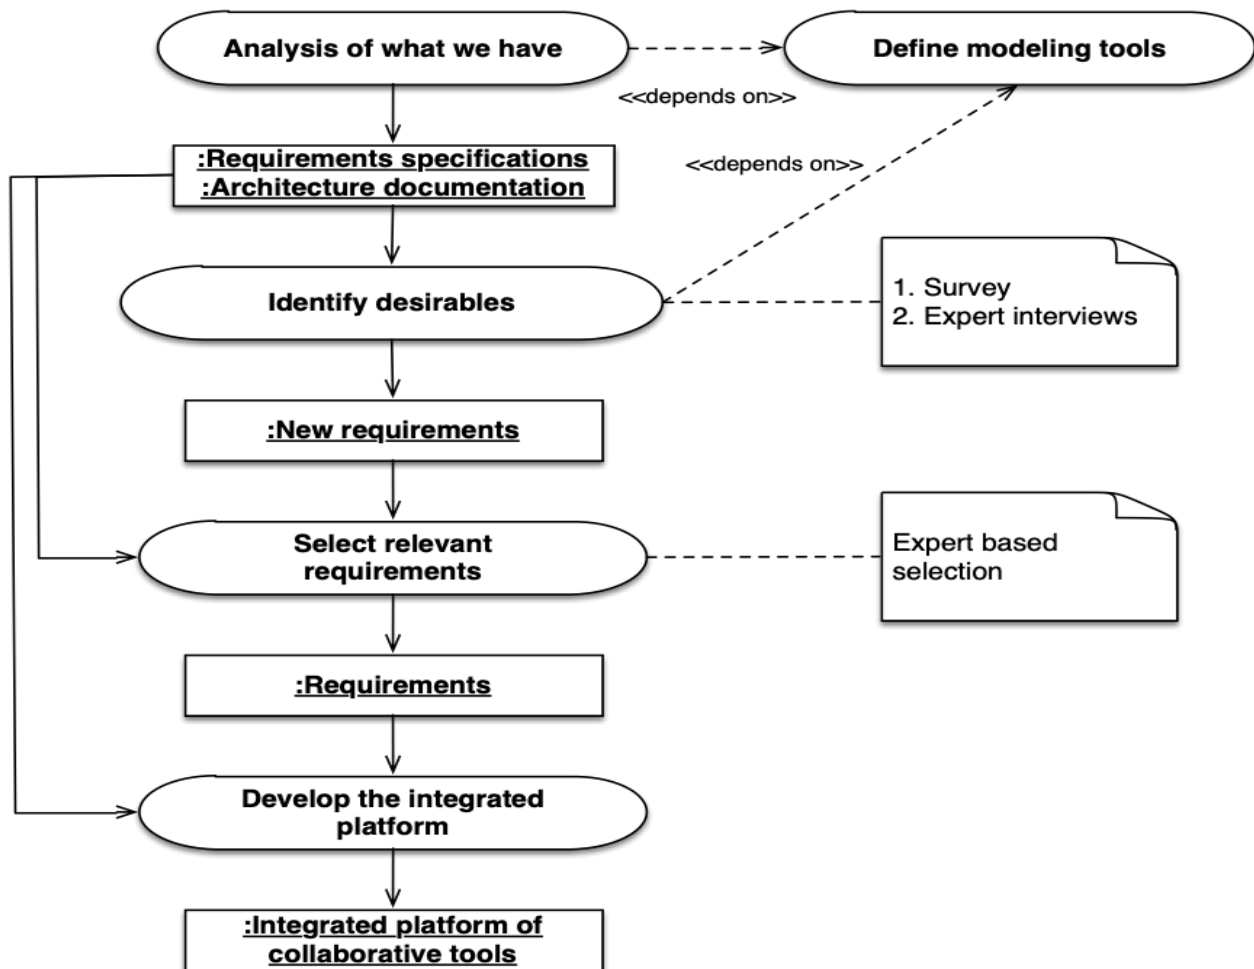 Analysis of what we have
Define modeling tools
<<depends on>>
:Requirements specifications
:Architecture documentation
<<depends on>>
Identify desirables
1. Survey
2. Expert interviews
:New requirements
Select relevant
requirements
Expert based
selection
:Requirements
Develop the integrated
platform
:Integrated platform of
collaborative tools